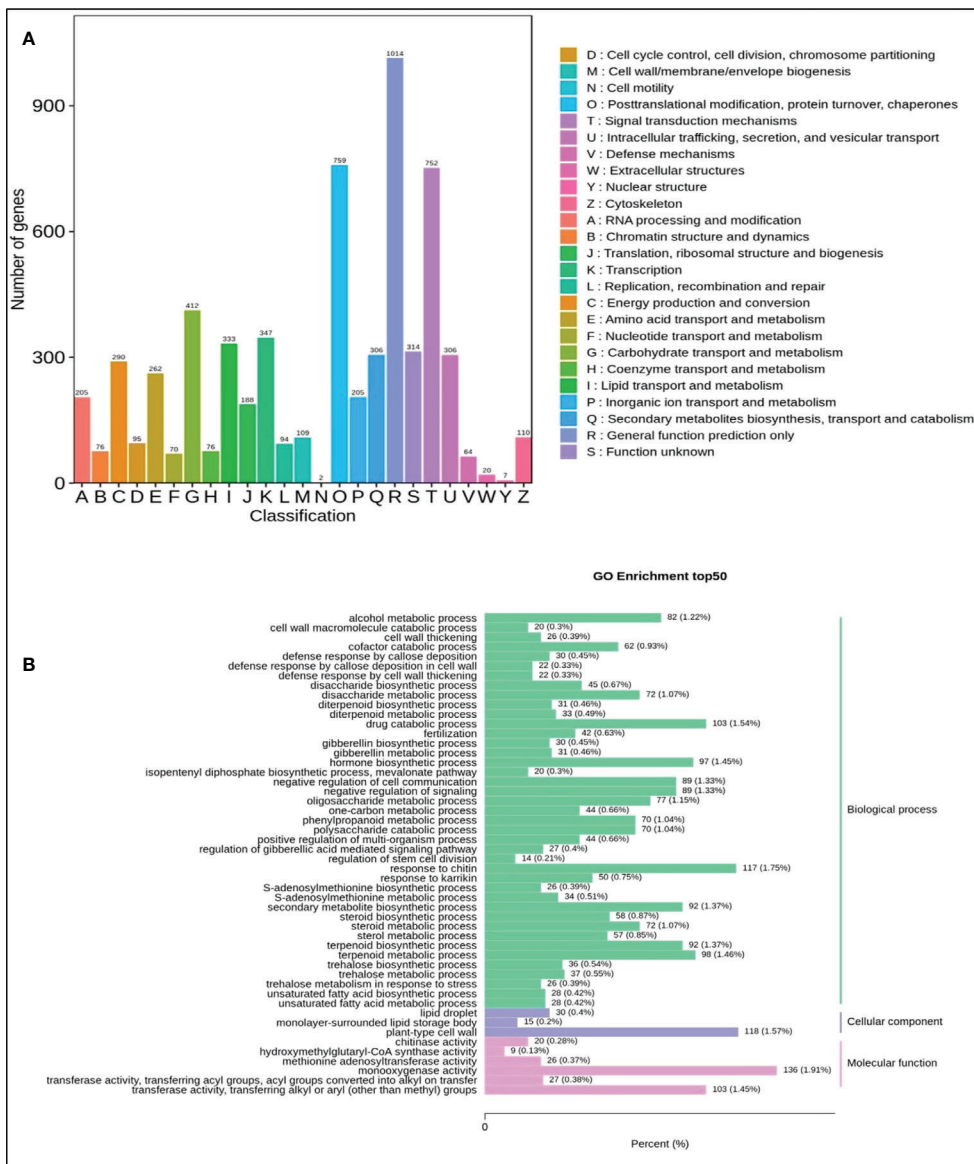 A
Number of genes
900
600
300
0
205
76
290
95
262
70
412
76
333
188
347
94
109
2
759
205
306
1014
314
752
306
64
20
7
110
A B C D E F G H I J K L M N O P Q R S T U V W Y Z
Classification
D : Cell cycle control, cell division, chromosome partitioning
M : Cell wall/membrane/envelope biogenesis
N : Cell motility
O : Posttranslational modification, protein turnover, chaperones
T : Signal transduction mechanisms
U : Intracellular trafficking, secretion, and vesicular transport
V : Defense mechanisms
W : Extracellular structures
Y : Nuclear structure
Z : Cytoskeleton
A : RNA processing and modification
B : Chromatin structure and dynamics
J : Translation, ribosomal structure and biogenesis
K : Transcription
L : Replication, recombination and repair
C : Energy production and conversion
E : Amino acid transport and metabolism
F : Nucleotide transport and metabolism
G : Carbohydrate transport and metabolism
H : Coenzyme transport and metabolism
I : Lipid transport and metabolism
P : Inorganic ion transport and metabolism
Q : Secondary metabolites biosynthesis, transport and catabolism
R : General function prediction only
S : Function unknown
B
GO Enrichment top50
alcohol metabolic process 82 (1.22%)
cell wall macromolecule catabolic process 20 (0.3%)
cell wall thickening 26 (0.39%)
cofactor catabolic process 62 (0.93%)
defense response by callose deposition 30 (0.45%)
defense response by callose deposition in cell wall 22 (0.33%)
defense response by cell wall thickening 22 (0.33%)
disaccharide biosynthetic process 45 (0.67%)
disaccharide metabolic process 72 (1.07%)
diterpenoid biosynthetic process 31 (0.46%)
diterpenoid metabolic process 33 (0.49%)
drug catabolic process 103 (1.54%)
fertilization 42 (0.63%)
gibberellin biosynthetic process 30 (0.45%)
gibberellin metabolic process 31 (0.46%)
hormone biosynthetic process 97 (1.45%)
isopentenyl diphosphate biosynthetic process, mevalonate pathway 20 (0.3%)
negative regulation of cell communication 89 (1.33%)
negative regulation of signaling 89 (1.33%)
oligosaccharide metabolic process 77 (1.15%)
one-carbon metabolic process 44 (0.66%)
phenylpropanoid metabolic process 70 (1.04%)
polysaccharide catabolic process 70 (1.04%)
positive regulation of multi-organism process 44 (0.66%)
regulation of gibberellic acid mediated signaling pathway 27 (0.4%)
regulation of stem cell division 14 (0.21%)
response to chitin 117 (1.75%)
response to karrikin 50 (0.75%)
S-adenosylmethionine biosynthetic process 26 (0.39%)
S-adenosylmethionine metabolic process 34 (0.51%)
secondary metabolite biosynthetic process 92 (1.37%)
steroid biosynthetic process 58 (0.87%)
steroid metabolic process 72 (1.07%)
sterol metabolic process 57 (0.85%)
terpenoid biosynthetic process 92 (1.37%)
terpenoid metabolic process 98 (1.46%)
trehalose biosynthetic process 36 (0.54%)
trehalose metabolic process 37 (0.55%)
trehalose metabolism in response to stress 26 (0.39%)
unsaturated fatty acid biosynthetic process 28 (0.42%)
unsaturated fatty acid metabolic process 28 (0.42%)
lipid droplet 30 (0.4%)
monolayer-surrounded lipid storage body 15 (0.2%)
plant-type cell wall 118 (1.57%)
chitinase activity 20 (0.28%)
hydroxymethylglutaryl-CoA synthase activity 9 (0.13%)
methionine adenosyltransferase activity 26 (0.37%)
monooxygenase activity 136 (1.91%)
transferase activity, transferring acyl groups, acyl groups converted into alkyl on transfer 27 (0.38%)
transferase activity, transferring alkyl or aryl (other than methyl) groups 103 (1.45%)
Biological process
Cellular component
Molecular function
0
Percent (%)